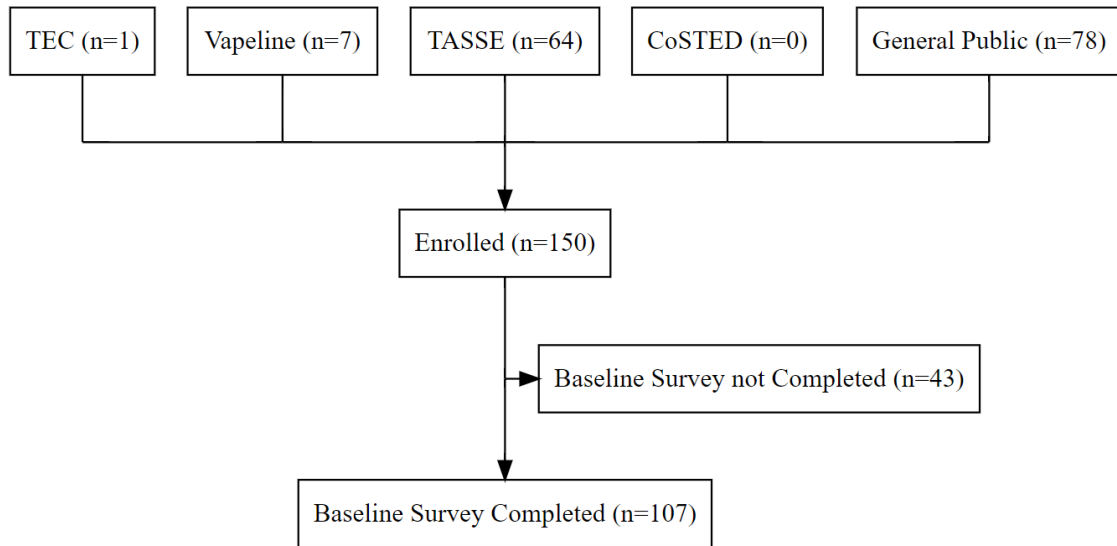 TEC (n=1)
Vapeline (n=7)
TASSE (n=64)
CoSTED (n=0)
General Public (n=78)
Enrolled (n=150)
Baseline Survey not Completed (n=43)
Baseline Survey Completed (n=107)